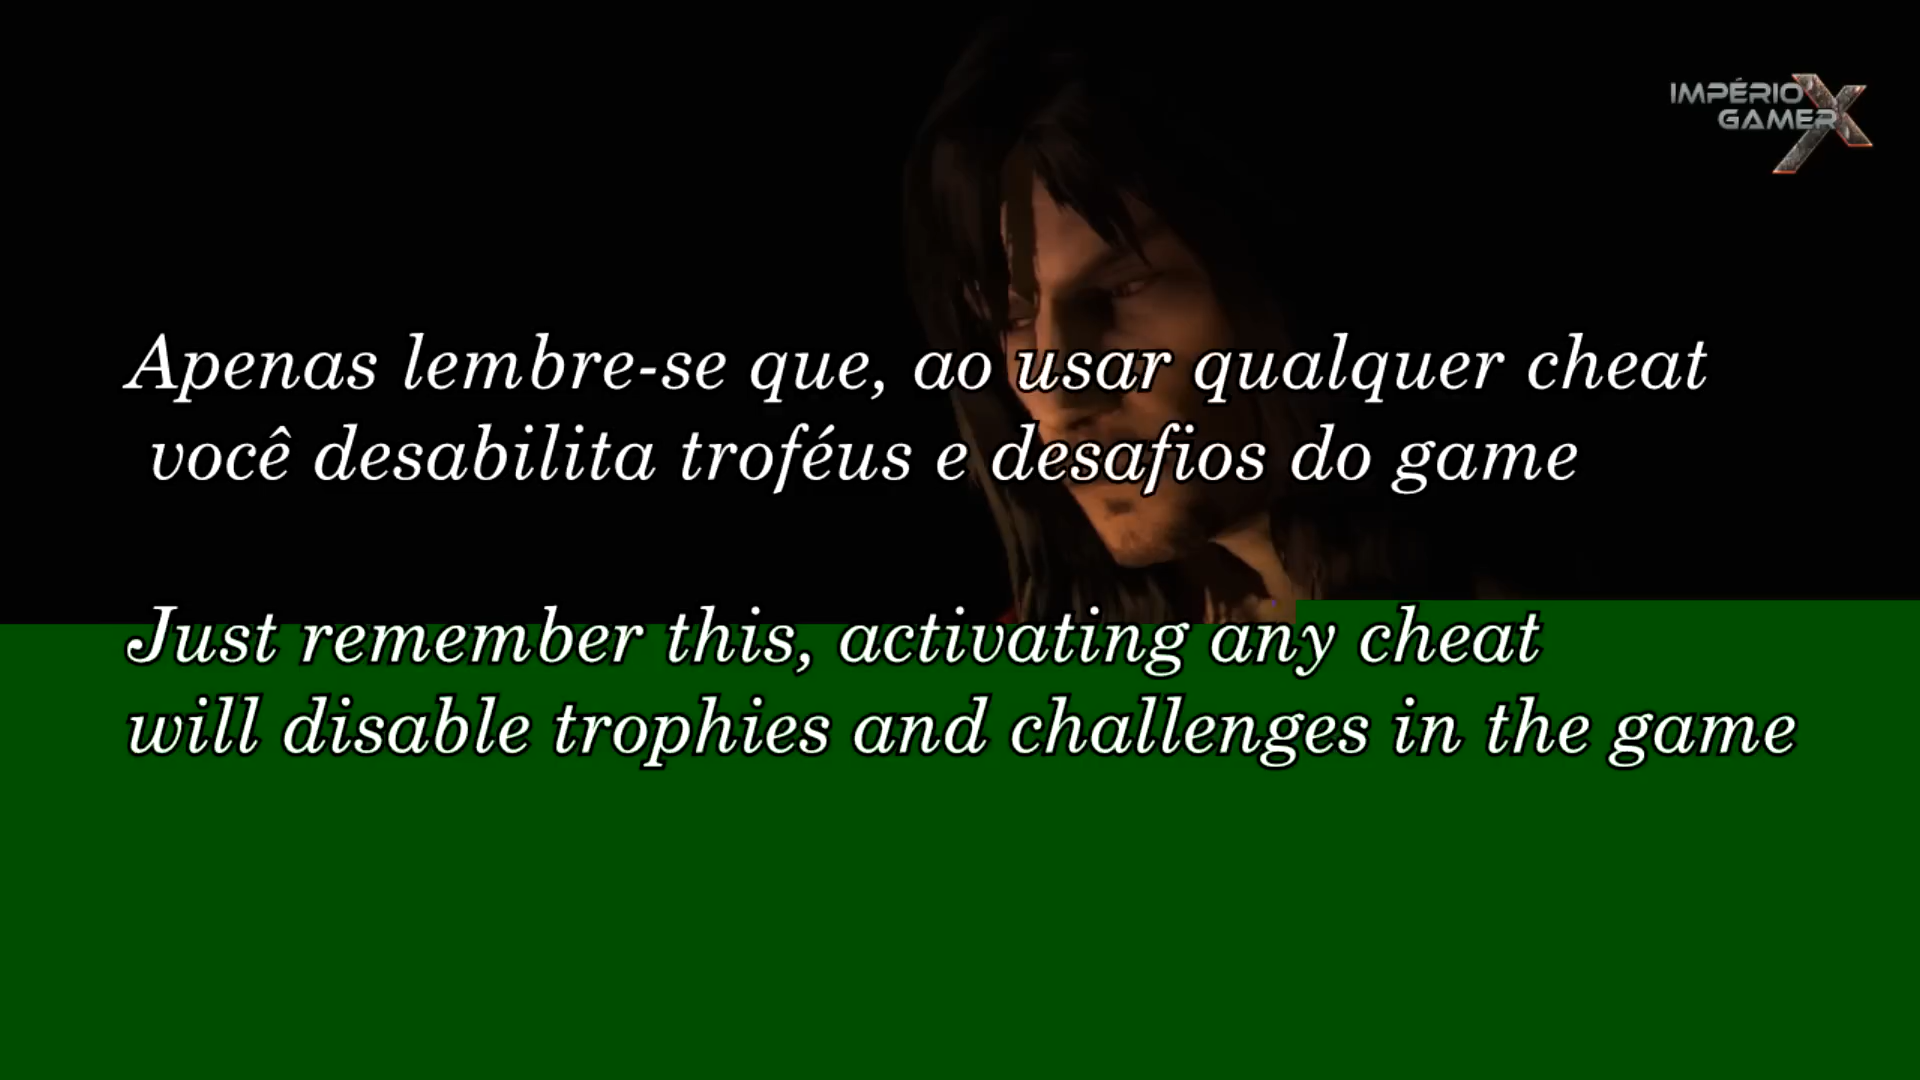 IMPÉRIO X
GAMER
Apenas lembre-se que, ao usar qualquer cheat
você desabilita troféus e desafios do game
Just remember this, activating any cheat
will disable trophies and challenges in the game